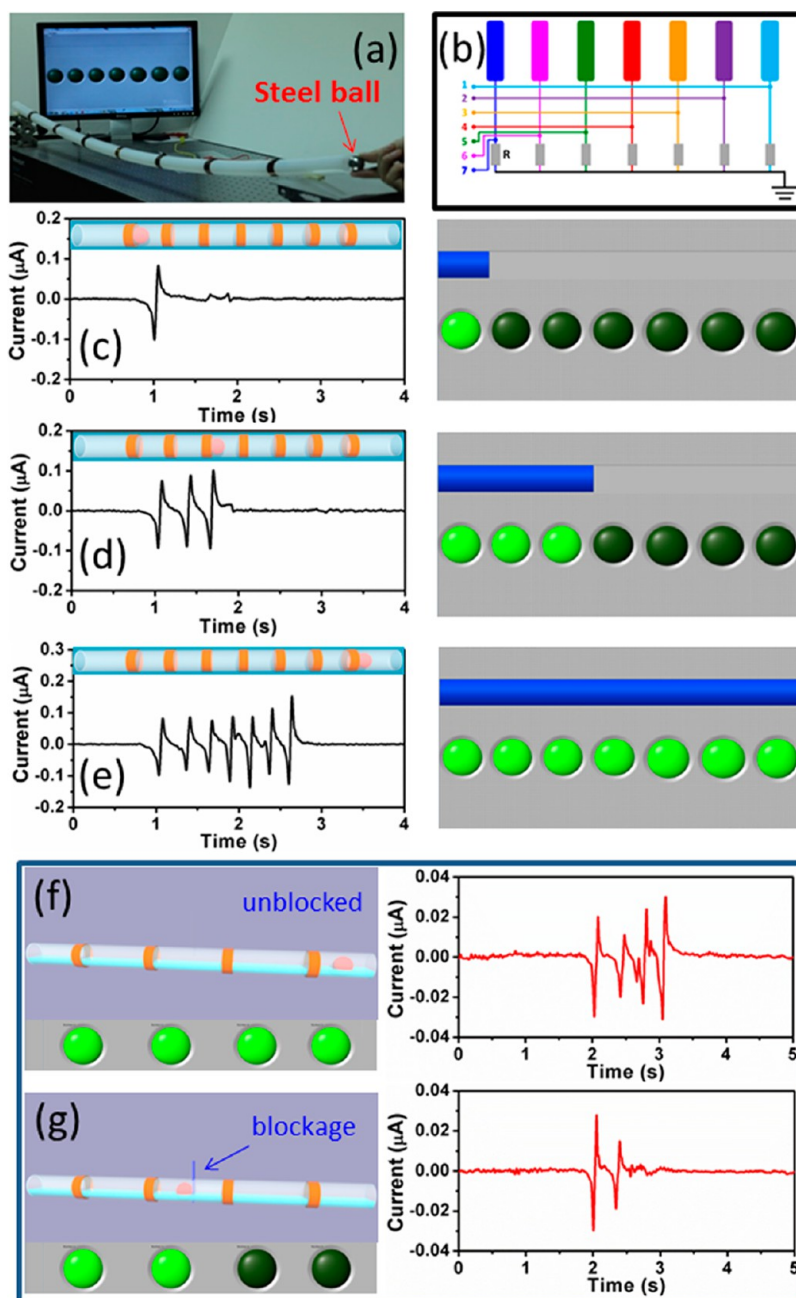 (a)
Steel ball
(b)
1
2
3
4
5
6
7
R
0.2
0.1
0.0
-0.1
-0.2
Current (μA)
(c)
0 1 2 3 4
Time (s)
0.2
0.1
0.0
-0.1
-0.2
Current (μA)
(d)
0 1 2 3 4
Time (s)
0.3
0.2
0.1
0.0
-0.1
-0.2
Current (μA)
(e)
0 1 2 3 4
Time (s)
(f)
unblocked
0.04
0.02
0.00
-0.02
-0.04
Current (μA)
0 1 2 3 4 5
Time (s)
(g)
blockage
0.04
0.02
0.00
-0.02
-0.04
Current (μA)
0 1 2 3 4 5
Time (s)